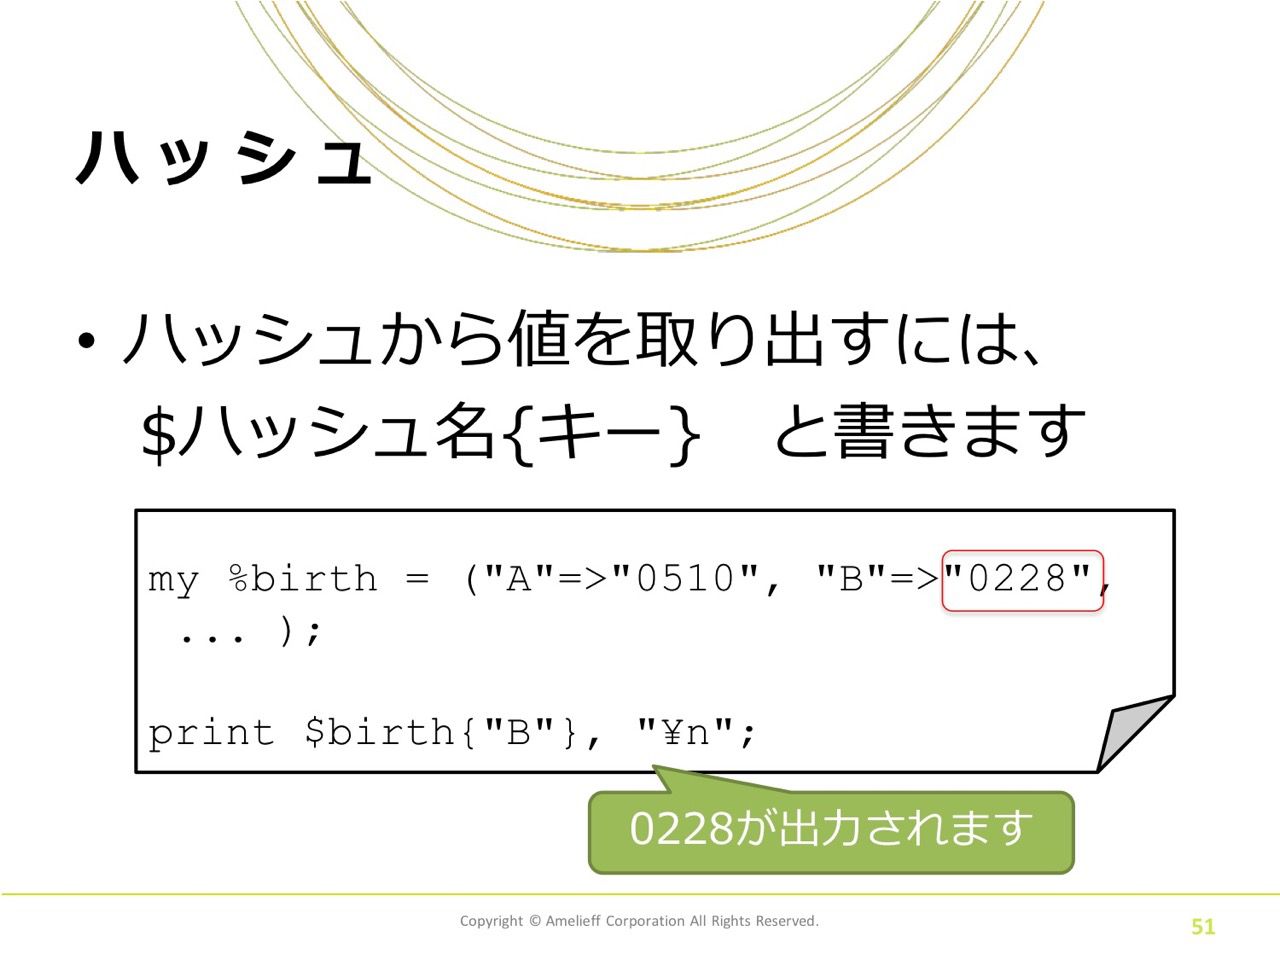 ハッシュ
• ハッシュから値を取り出すには、
$ハッシュ名{キー}　と書きます
my %birth = ("A"=>"0510", "B"=>"0228",
... );
print $birth{"B"}, "¥n";
0228が出力されます
Copyright © Amelieff Corporation All Rights Reserved.
51